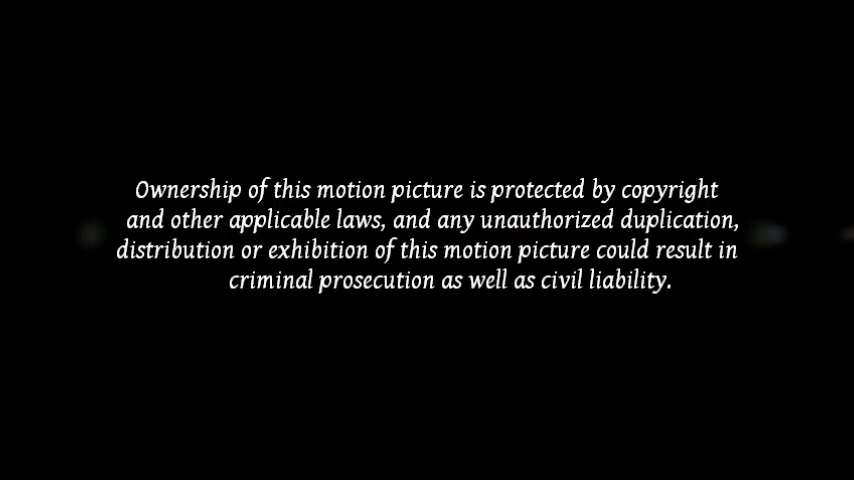 Ownership of this motion picture is protected by copyright
and other applicable laws, and any unauthorized duplication,
distribution or exhibition of this motion picture could result in
criminal prosecution as well as civil liability.